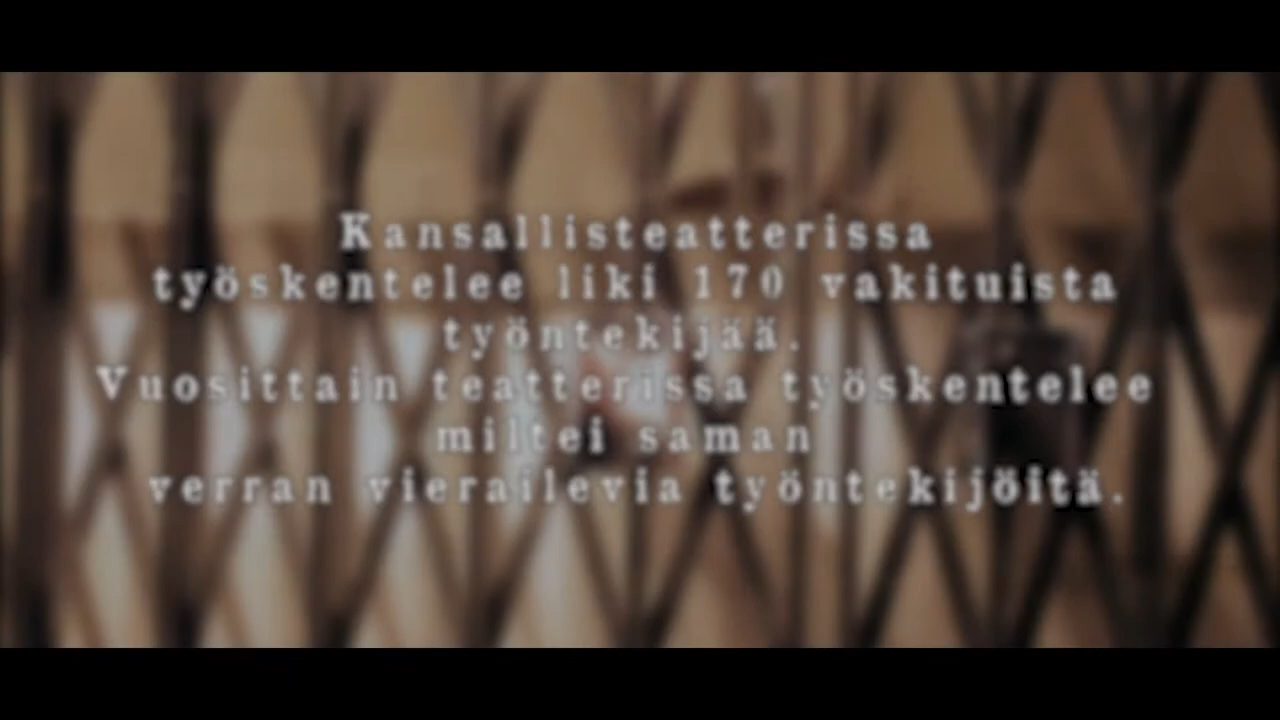 Kansallisteatterissa
työskentelee liki 170 vakituista
työntekijää.
Vuosittain teatterissa työskentelee
miltei saman
verran vierailevia työntekijöitä.